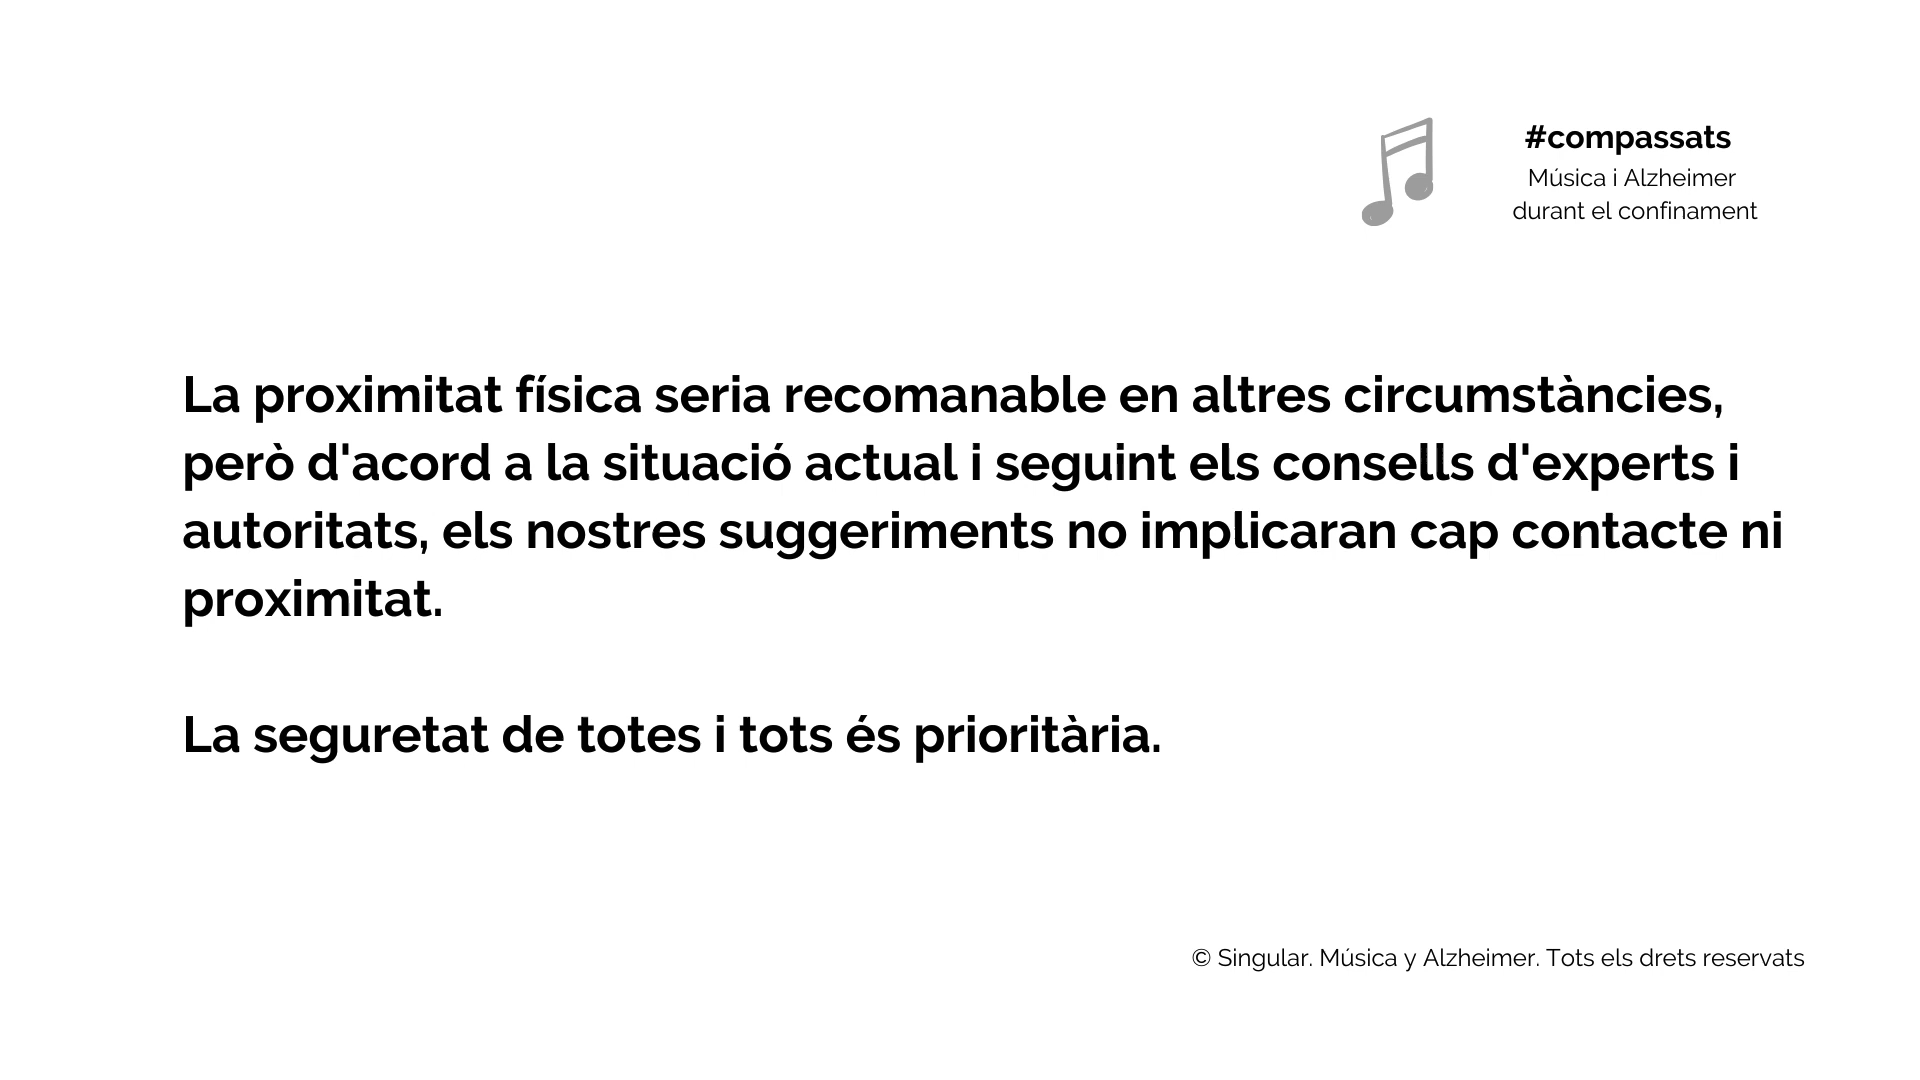 #compassats
Música i Alzheimer
durant el confinament
La proximitat física seria recomanable en altres circumstàncies,
però d'acord a la situació actual i seguint els consells d'experts i
autoritats, els nostres suggeriments no implicaran cap contacte ni
proximitat.
La seguretat de totes i tots és prioritària.
© Singular. Música y Alzheimer. Tots els drets reservats